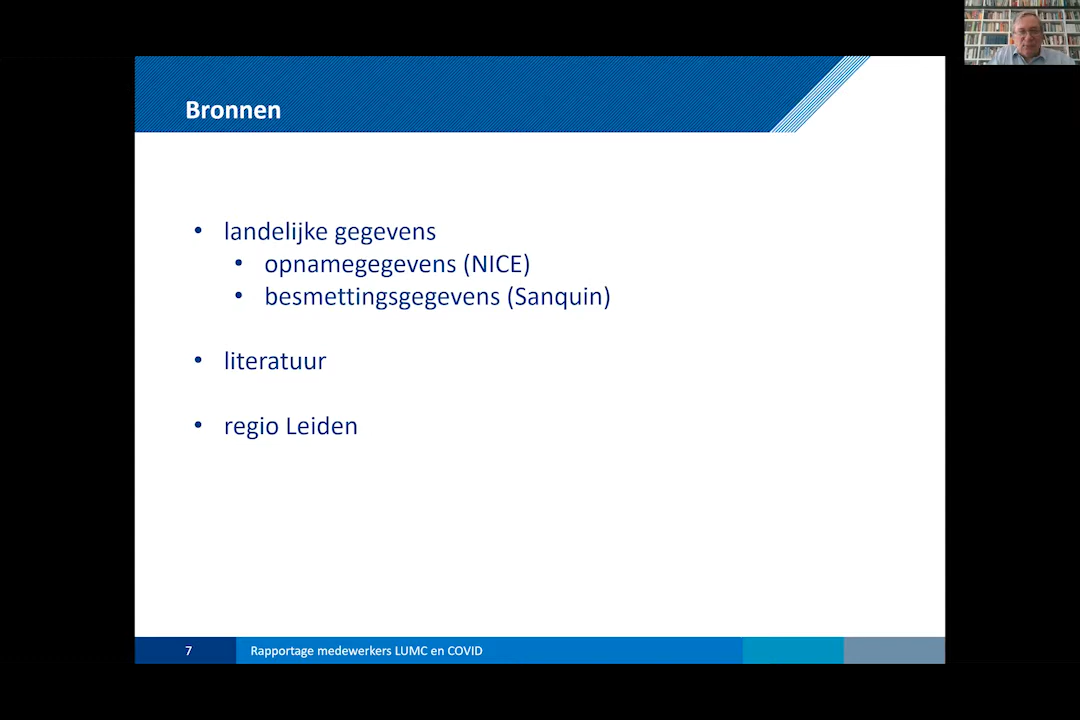 Bronnen
• landelijke gegevens
• opnamegegevens (NICE)
• besmettingsgegevens (Sanquin)
• literatuur
• regio Leiden
7
Rapportage medewerkers LUMC en COVID